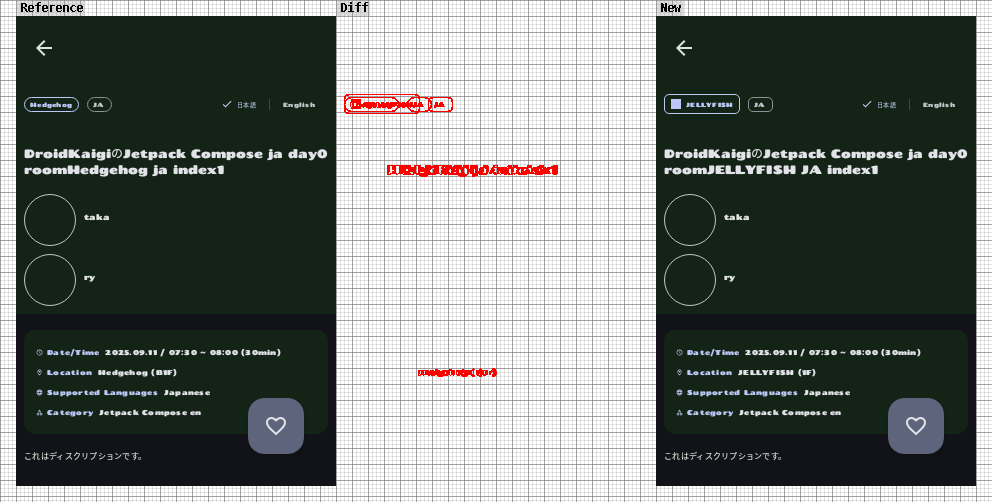 Reference
Diff
New
Hedgehog JA 日本語 English
DroidKaigiのJetpack Compose ja day0
roomHedgehog ja index1
taka
ry
Date/Time 2025.09.11 / 07:30 ~ 08:00 (30min)
Location Hedgehog (B1F)
Supported Languages Japanese
Category Jetpack Compose en
これはディスクリプションです。
JELLYFISH JA 日本語 English
DroidKaigiのJetpack Compose ja day0
roomJELLYFISH JA index1
taka
ry
Date/Time 2025.09.11 / 07:30 ~ 08:00 (30min)
Location JELLYFISH (1F)
Supported Languages Japanese
Category Jetpack Compose en
これはディスクリプションです。